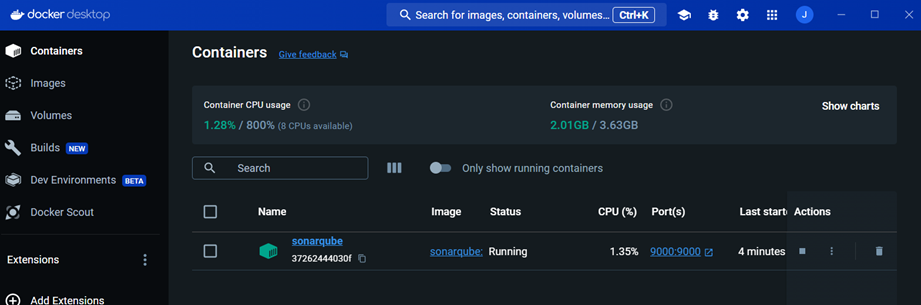 docker desktop
Search for images, containers, volumes...
Ctrl+K
J
Containers
Images
Volumes
Builds NEW
Dev Environments BETA
Docker Scout
Extensions
Add Extensions
Containers Give feedback
Container CPU usage
1.28% / 800% (8 CPUs available)
Container memory usage
2.01GB / 3.63GB
Show charts
Search
Only show running containers
Name Image Status CPU (%) Port(s) Last starte Actions
sonarqube
37262444030f
sonarqube: Running 1.35% 9000:9000 4 minutes